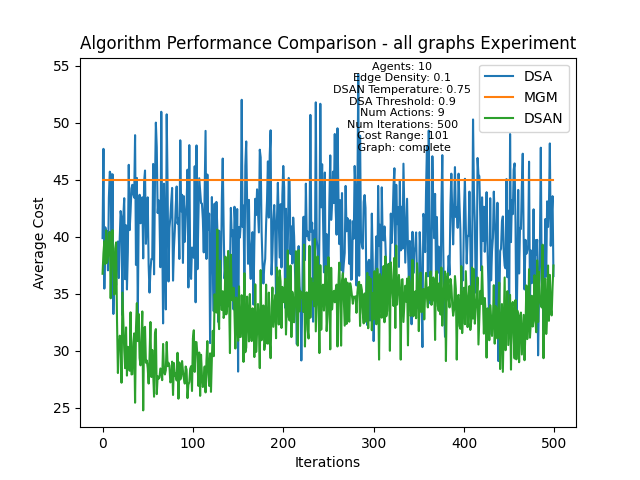 Algorithm Performance Comparison - all graphs Experiment
Agents: 10
Edge Density: 0.1
DSAN Temperature: 0.75
DSA Threshold: 0.9
Num Actions: 9
Num Iterations: 500
Cost Range: 101
Graph: complete
DSA
MGM
DSAN
Average Cost
55
50
45
40
35
30
25
0
100
200
300
400
500
Iterations